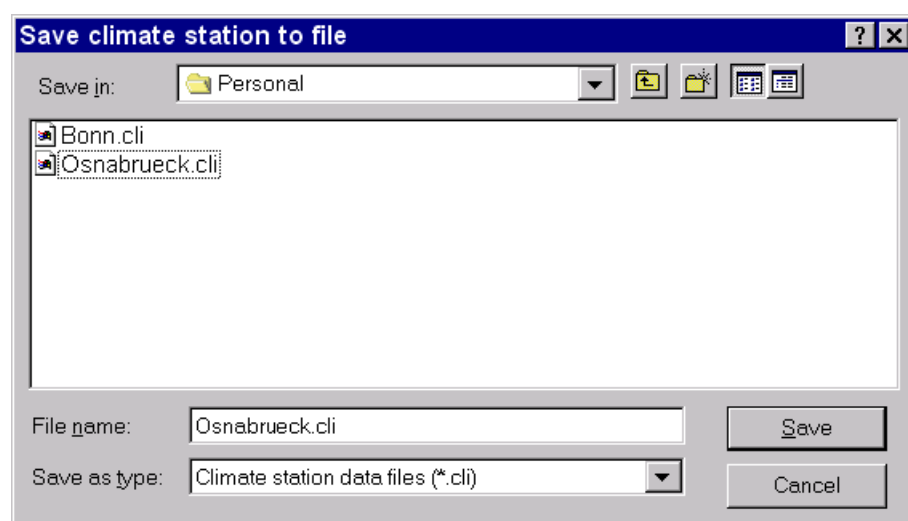 Save climate station to file
Save in: Personal
Bonn.cli
Osnabrueck.cli
File name: Osnabrueck.cli Save
Save as type: Climate station data files (*.cli) Cancel